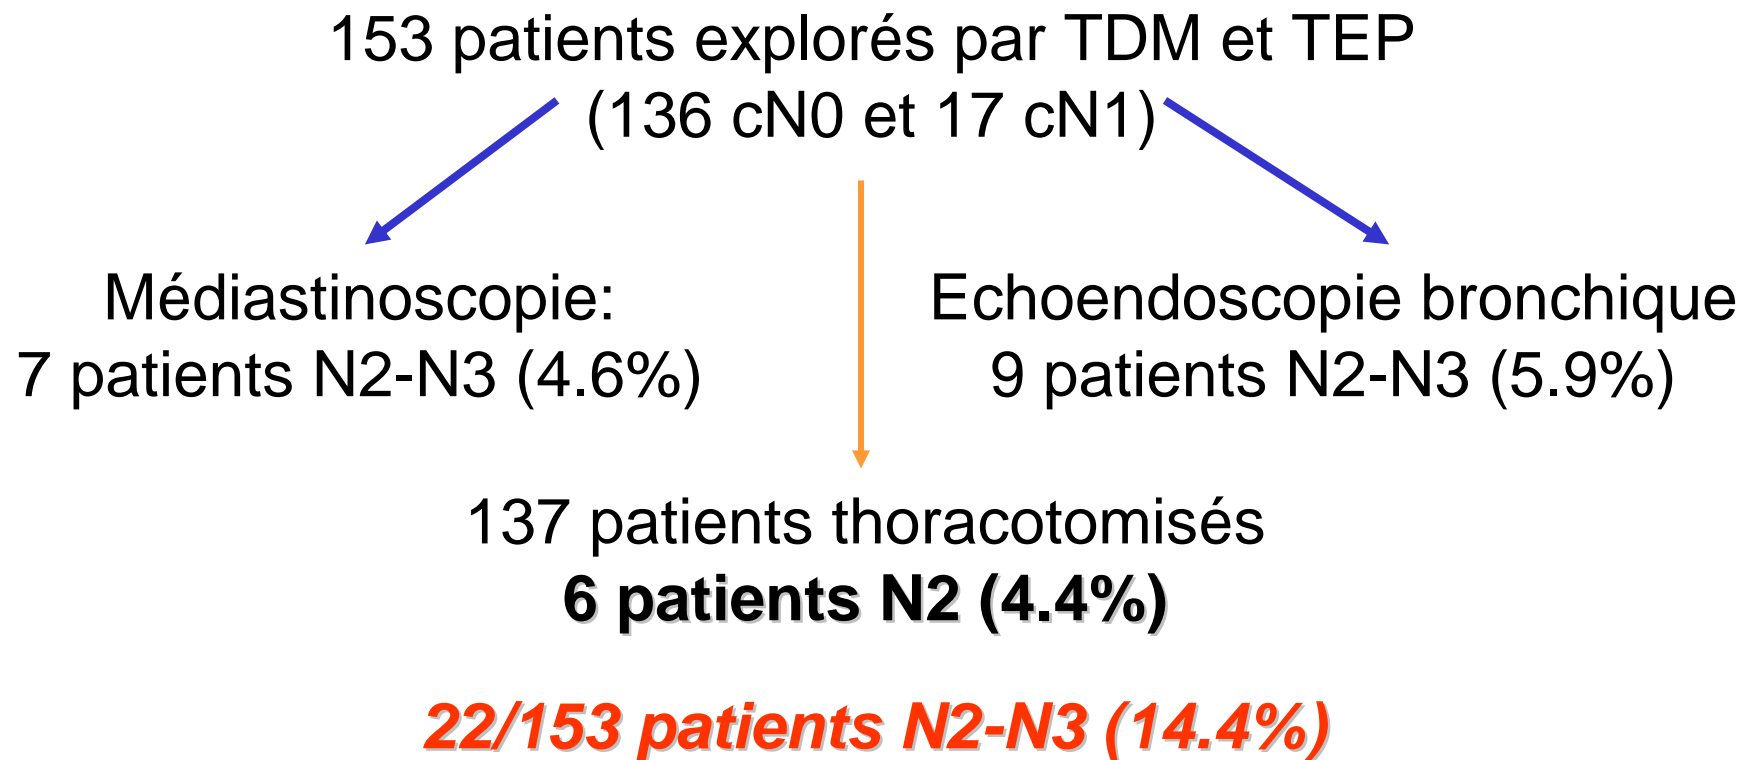 153 patients explorés par TDM et TEP
(136 cN0 et 17 cN1)
Médiastinoscopie:
7 patients N2-N3 (4.6%)
Echoendoscopie bronchique
9 patients N2-N3 (5.9%)
137 patients thoracotomisés
6 patients N2 (4.4%)
22/153 patients N2-N3 (14.4%)